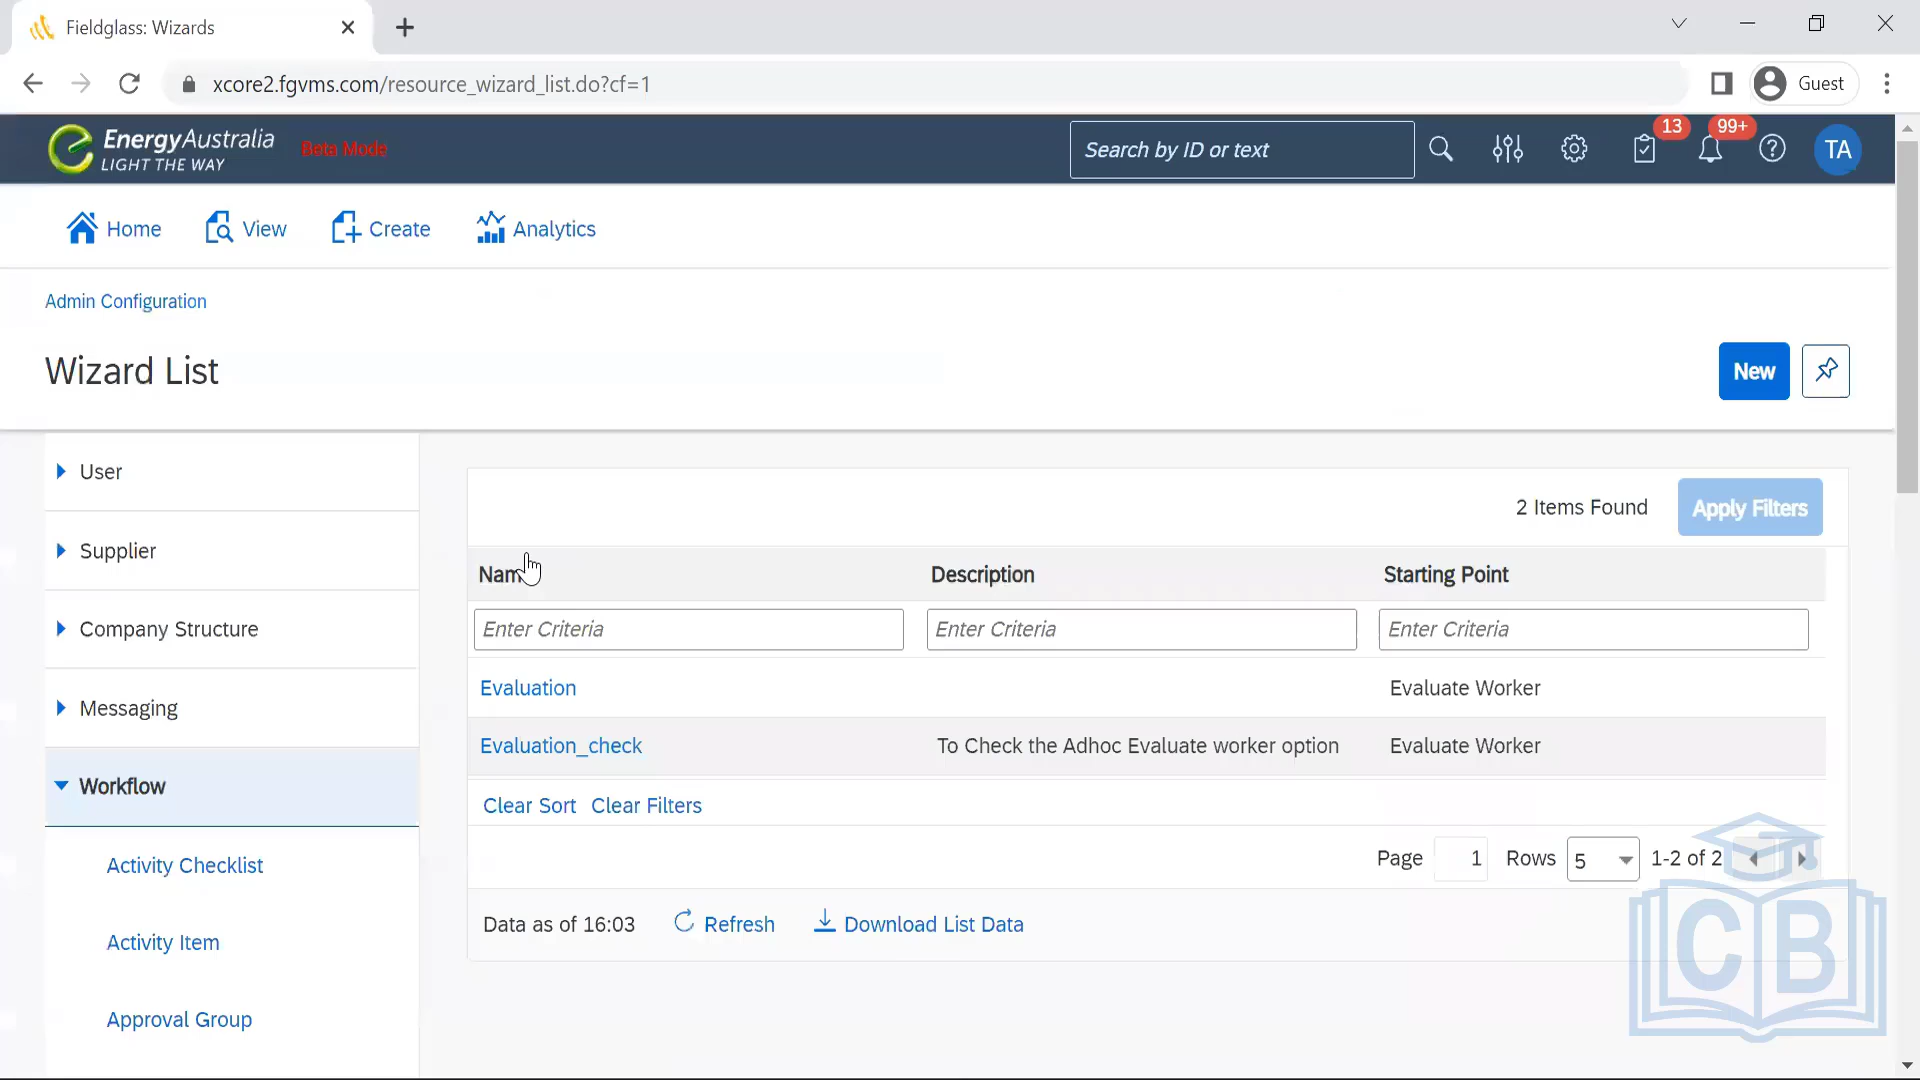 Fieldglass: Wizards
xcore2.fgvms.com/resource_wizard_list.do?cf=1
Guest
EnergyAustralia
LIGHT THE WAY
Beta Mode
Search by ID or text
13
99+
TA
Home
View
Create
Analytics
Admin Configuration
Wizard List
New
User
Supplier
Company Structure
Messaging
Workflow
Activity Checklist
Activity Item
Approval Group
2 Items Found
Apply Filters
Nam Description Starting Point
Enter Criteria Enter Criteria Enter Criteria
Evaluation Evaluate Worker
Evaluation_check To Check the Adhoc Evaluate worker option Evaluate Worker
Clear Sort Clear Filters
Page 1 Rows 5 1-2 of 2
Data as of 16:03 Refresh Download List Data
CB